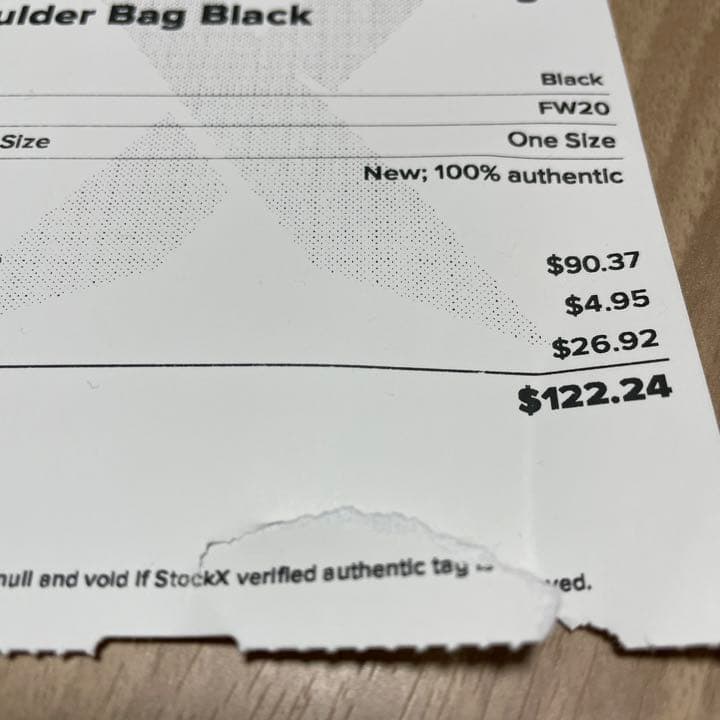 ulder Bag Black
Black
FW20
Size One Size
New; 100% authentic
$90.37
$4.95
$26.92
$122.24
null and void if StockX verified authentic ved.